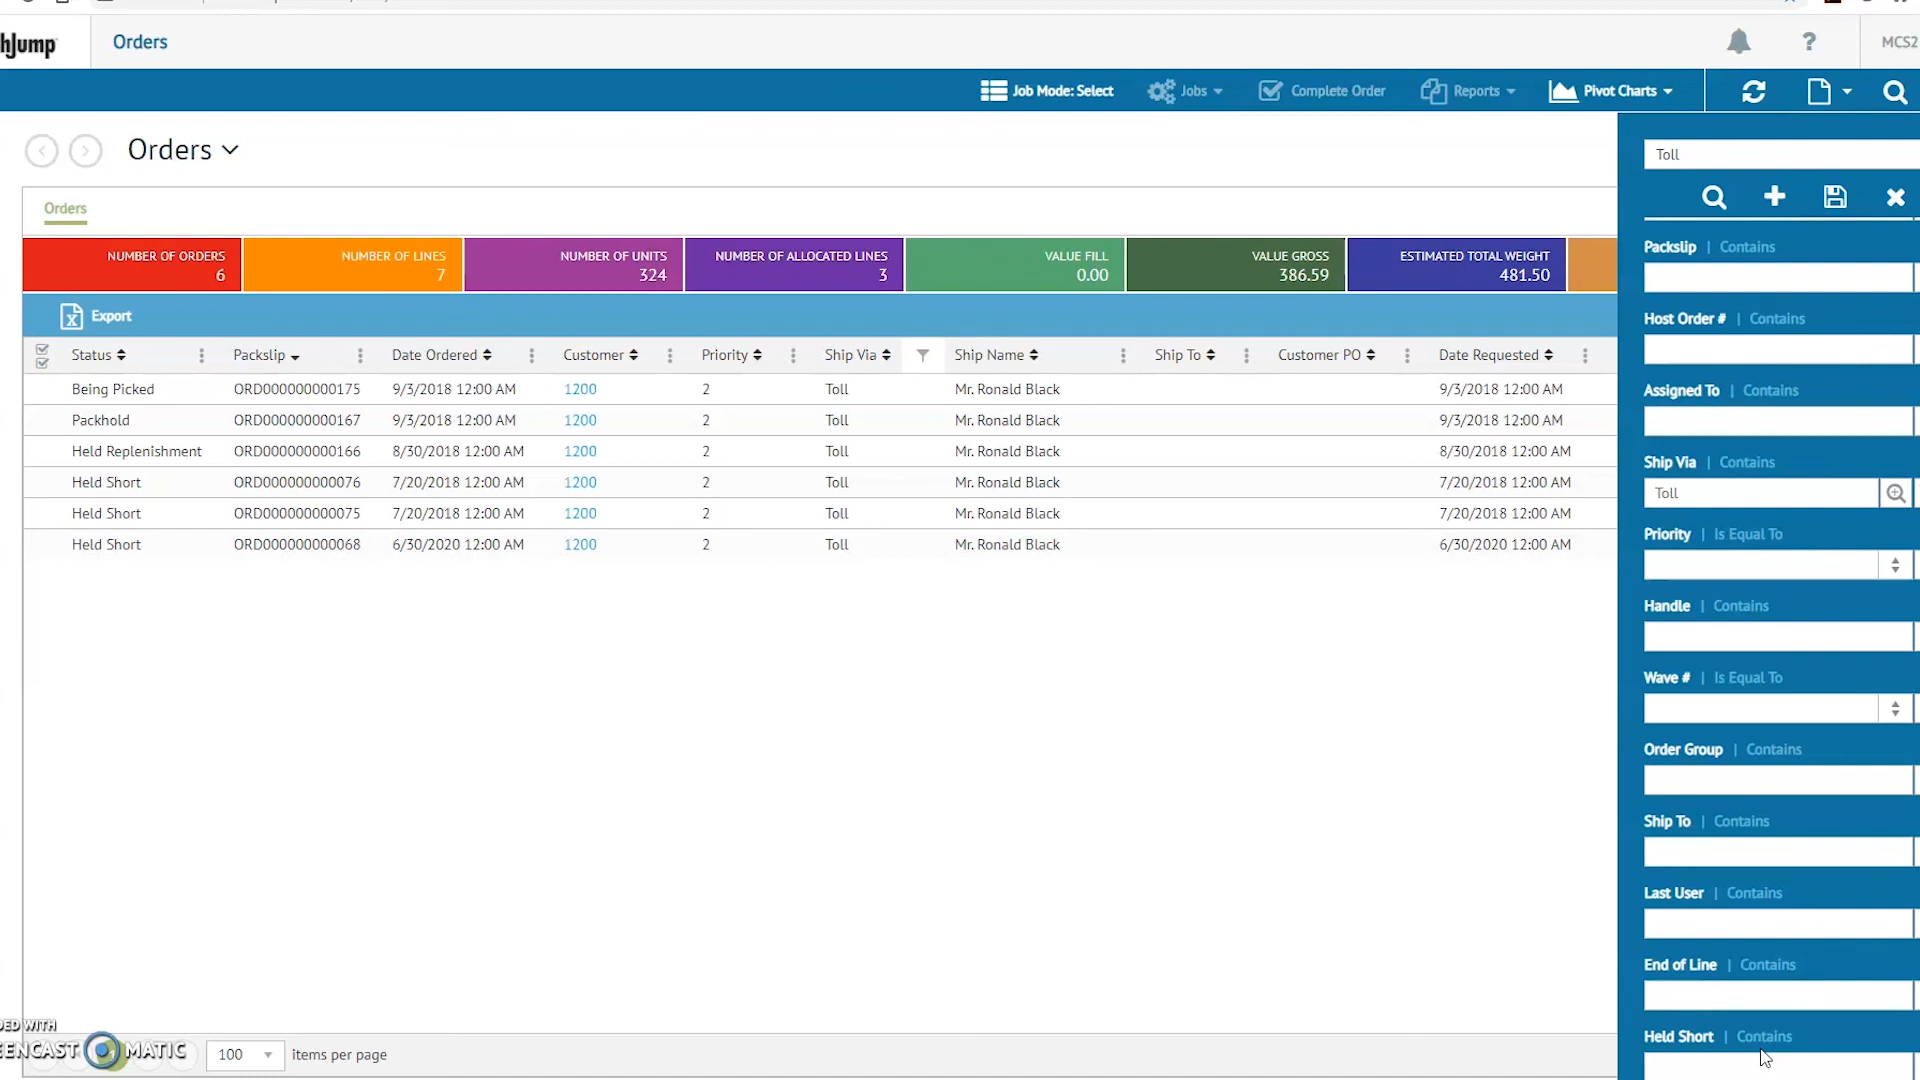 hJump
Orders
?
MCS2
Job Mode: Select
Jobs
Complete Order
Reports
Pivot Charts
Orders
Orders
NUMBER OF ORDERS
6
NUMBER OF LINES
7
NUMBER OF UNITS
324
NUMBER OF ALLOCATED LINES
3
VALUE FILL
0.00
VALUE GROSS
386.59
ESTIMATED TOTAL WEIGHT
481.50
Export
Status Packslip Date Ordered Customer Priority Ship Via Ship Name Ship To Customer PO Date Requested
Being Picked ORD000000000175 9/3/2018 12:00 AM 1200 2 Toll Mr. Ronald Black 9/3/2018 12:00 AM
Packhold ORD000000000167 9/3/2018 12:00 AM 1200 2 Toll Mr. Ronald Black 9/3/2018 12:00 AM
Held Replenishment ORD000000000166 8/30/2018 12:00 AM 1200 2 Toll Mr. Ronald Black 8/30/2018 12:00 AM
Held Short ORD000000000076 7/20/2018 12:00 AM 1200 2 Toll Mr. Ronald Black 7/20/2018 12:00 AM
Held Short ORD000000000075 7/20/2018 12:00 AM 1200 2 Toll Mr. Ronald Black 7/20/2018 12:00 AM
Held Short ORD000000000068 6/30/2020 12:00 AM 1200 2 Toll Mr. Ronald Black 6/30/2020 12:00 AM
Toll
Packslip | Contains
Host Order # | Contains
Assigned To | Contains
Ship Via | Contains
Toll
Priority | Is Equal To
Handle | Contains
Wave # | Is Equal To
Order Group | Contains
Ship To | Contains
Last User | Contains
End of Line | Contains
Held Short | Contains
DED WITH
EENCAST MATIC
100 items per page